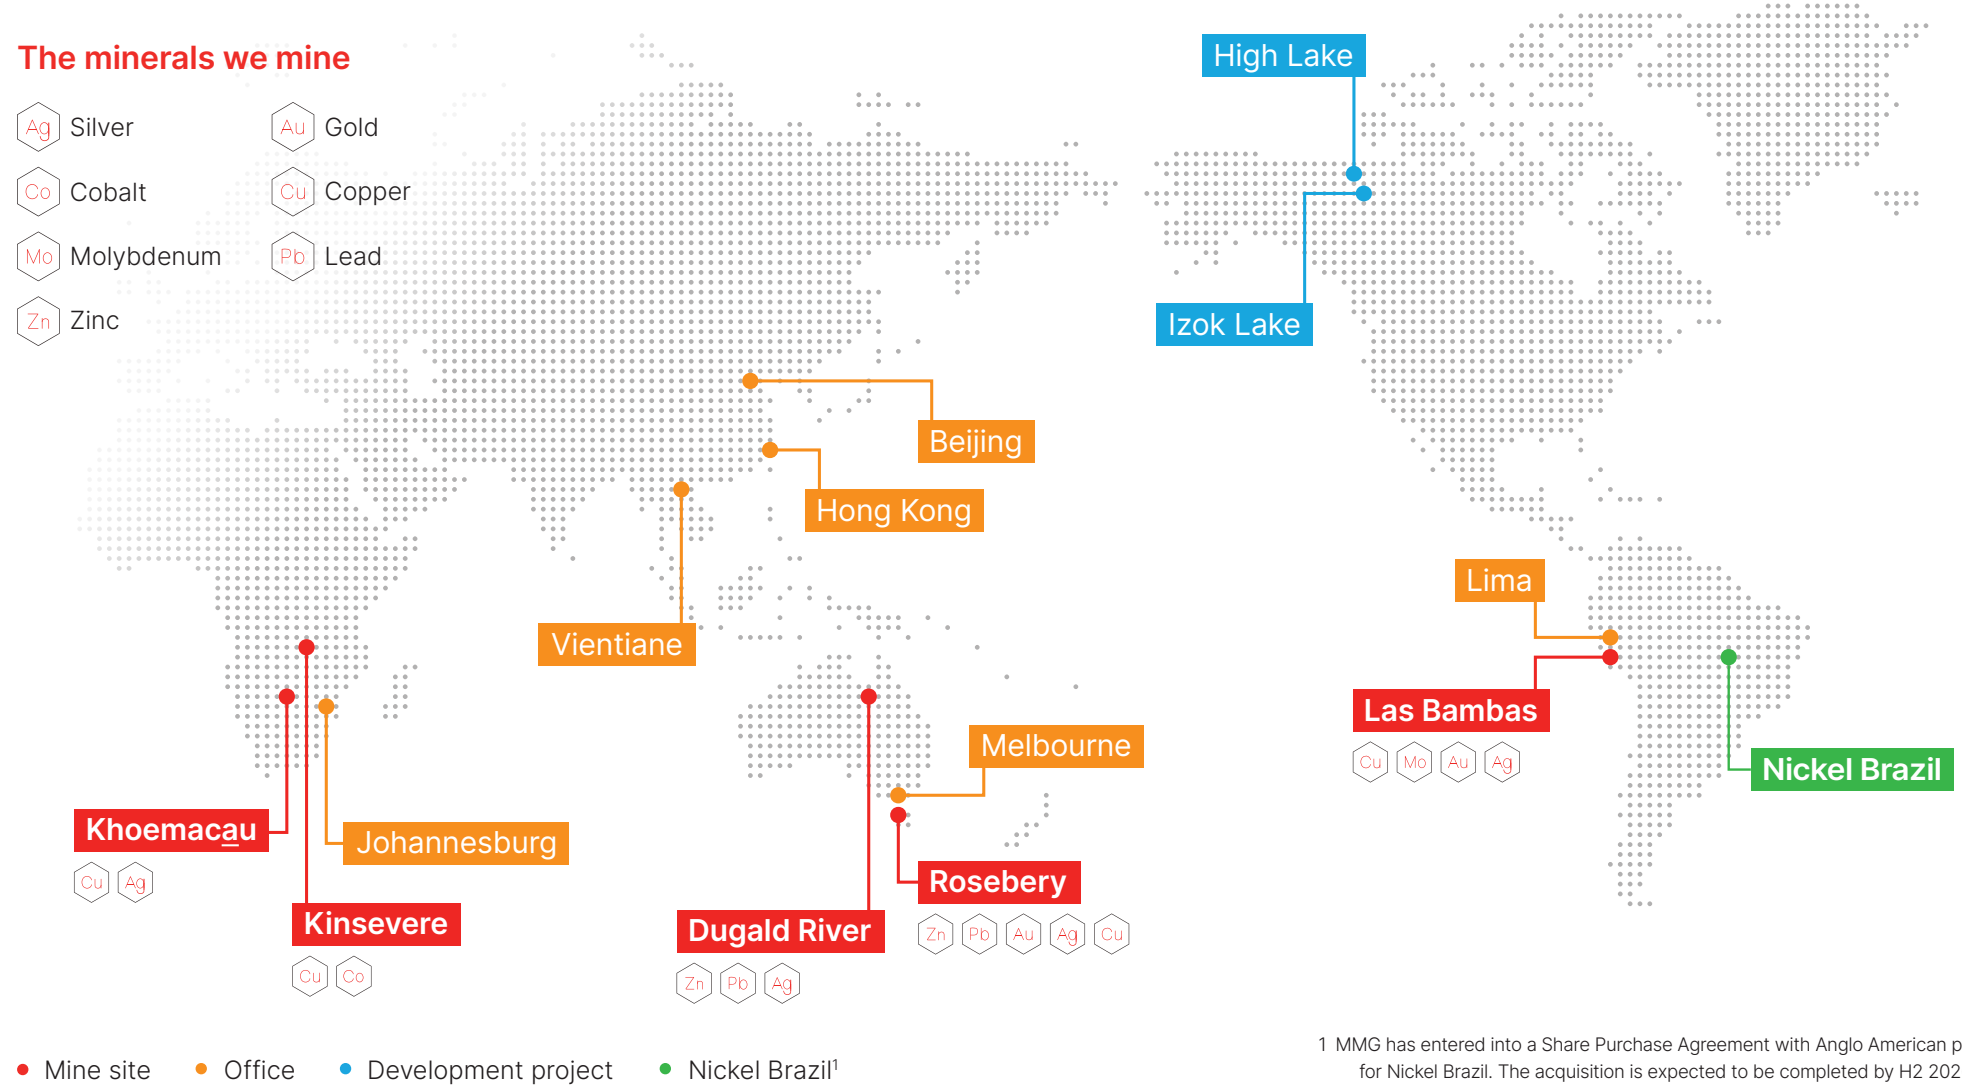 The minerals we mine
Ag Silver
Au Gold
Co Cobalt
Cu Copper
Mo Molybdenum
Pb Lead
Zn Zinc
High Lake
Izok Lake
Beijing
Hong Kong
Vientiane
Lima
Las Bambas
Cu Mo Au Ag
Nickel Brazil
Melbourne
Khoemaca̲u
Cu Ag
Johannesburg
Kinsevere
Cu Co
Rosebery
Zn Pb Au Ag Cu
Dugald River
Zn Pb Ag
Mine site
Office
Development project
Nickel Brazil¹
1 MMG has entered into a Share Purchase Agreement with Anglo American p
for Nickel Brazil. The acquisition is expected to be completed by H2 202